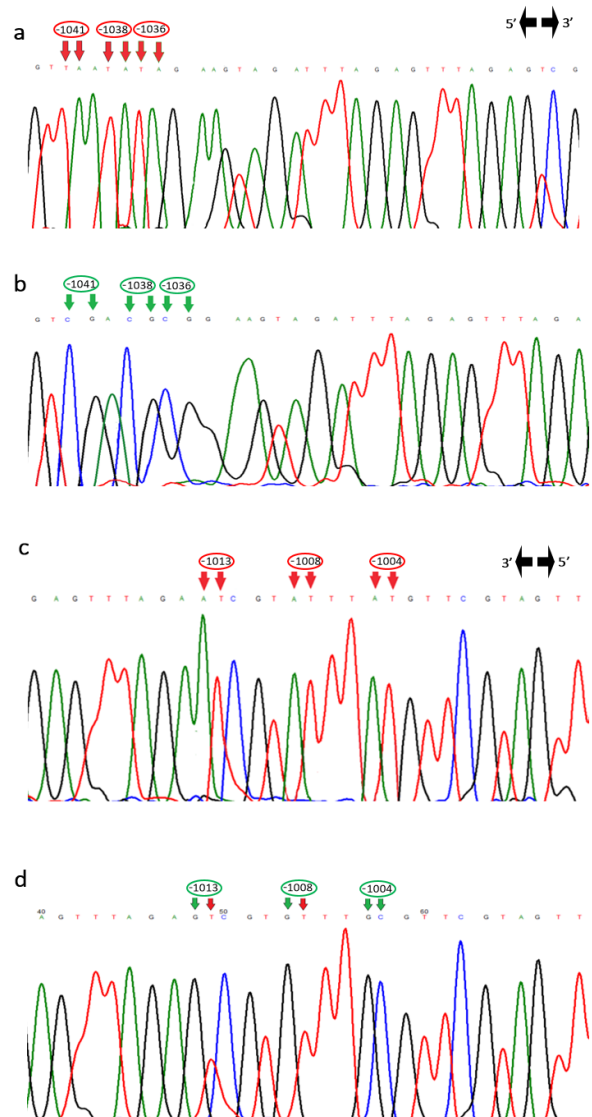 a
5’ 3’
-1041 -1038 -1036
G T T A A T A T A G A A G T A G A T T T A G A G T T T A G A G T C G
b
-1041 -1038 -1036
G T C G A C G C G G A A G T A G A T T T A G A G T T T A G A
c
3’ 5’
-1013 -1008 -1004
G A G T T T A G A A T C G T A T T T A T G T T C G T A G T T
d
-1013 -1008 -1004
40 50 60
A G T T T A G A G T C G T G T T T G C G T T C G T A G T T